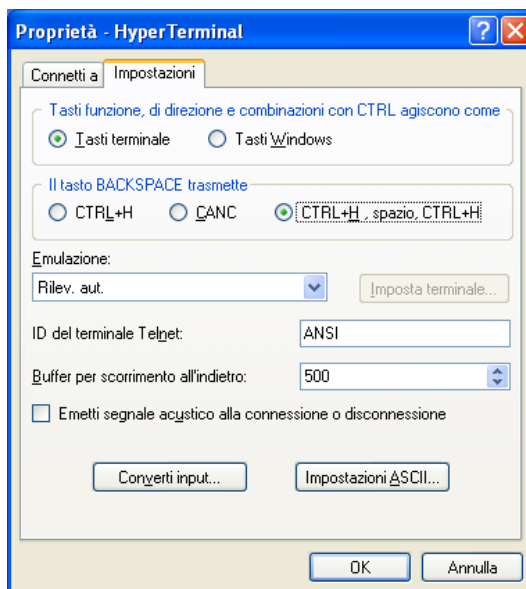 Proprietà - HyperTerminal
Connetti a
Impostazioni
Tasti funzione, di direzione e combinazioni con CTRL agiscono come
Tasti terminale
Tasti Windows
Il tasto BACKSPACE trasmette
CTRL+H
CANC
CTRL+H , spazio, CTRL+H
Emulazione:
Rilev. aut.
Imposta terminale...
ID del terminale Telnet:
ANSI
Buffer per scorrimento all'indietro:
500
Emetti segnale acustico alla connessione o disconnessione
Converti input...
Impostazioni ASCII...
OK
Annulla